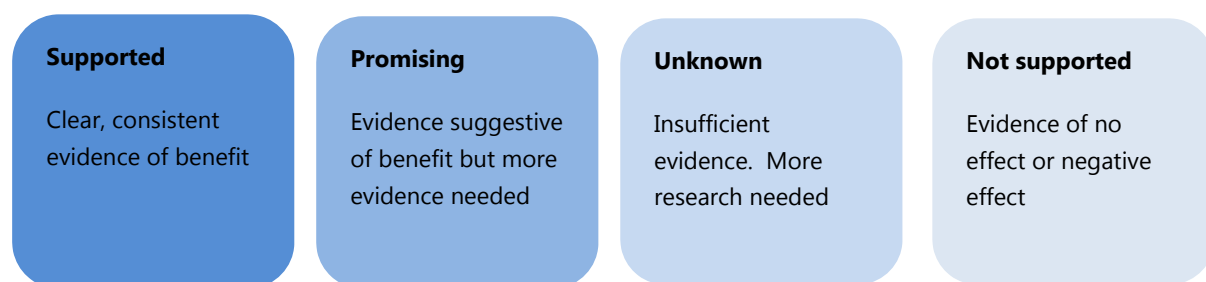 Supported
Clear, consistent
evidence of benefit
Promising
Evidence suggestive
of benefit but more
evidence needed
Unknown
Insufficient
evidence.  More
research needed
Not supported
Evidence of no
effect or negative
effect